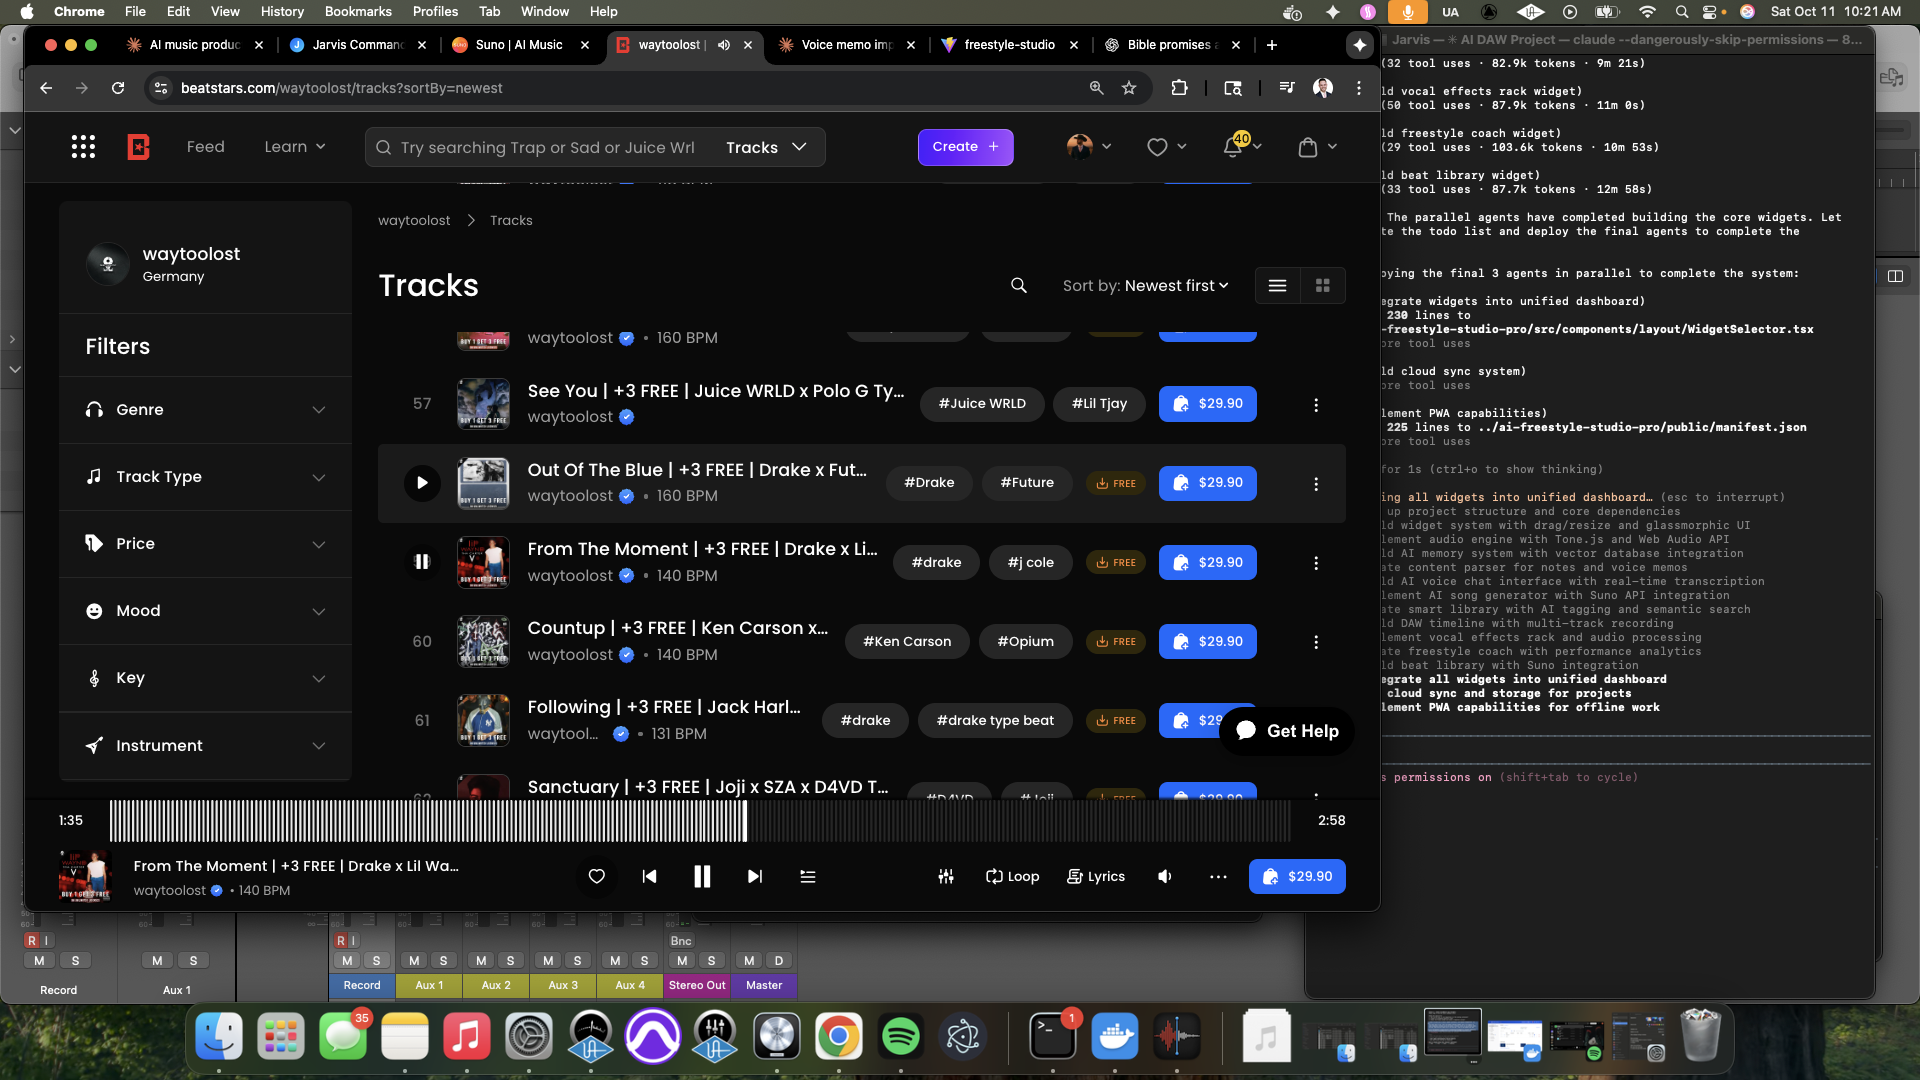 Chrome File Edit View History Bookmarks Profiles Tab Window Help
UA Sat Oct 11 10:21 AM
AI music produc
Jarvis Comman
Suno | AI Music
waytoolost |
Voice memo imp
freestyle-studio
Bible promises a
beatstars.com/waytoolost/tracks?sortBy=newest
Feed
Learn
Try searching Trap or Sad or Juice Wrl
Tracks
Create +
40
waytoolost
Germany
Filters
Genre
Track Type
Price
Mood
Key
Instrument
waytoolost > Tracks
Tracks
Sort by: Newest first
waytoolost • 160 BPM
57
See You | +3 FREE | Juice WRLD x Polo G Ty...
waytoolost
#Juice WRLD
#Lil Tjay
$29.90
Out Of The Blue | +3 FREE | Drake x Fut...
waytoolost • 160 BPM
#Drake
#Future
FREE
$29.90
From The Moment | +3 FREE | Drake x Li...
waytoolost • 140 BPM
#drake
#j cole
FREE
$29.90
60
Countup | +3 FREE | Ken Carson x...
waytoolost • 140 BPM
#Ken Carson
#Opium
FREE
$29.90
61
Following | +3 FREE | Jack Harl...
waytool... • 131 BPM
#drake
#drake type beat
FREE
$29
Get Help
Sanctuary | +3 FREE | Joji x SZA x D4VD T...
#D4VD
#Joji
FREE
$29.90
1:35
2:58
From The Moment | +3 FREE | Drake x Lil Wa...
waytoolost • 140 BPM
Loop
Lyrics
$29.90
Jarvis — ✳ AI DAW Project — claude --dangerously-skip-permissions — 8...
(32 tool uses · 82.9k tokens · 9m 21s)
ld vocal effects rack widget)
(50 tool uses · 87.9k tokens · 11m 0s)
ld freestyle coach widget)
(29 tool uses · 103.6k tokens · 10m 53s)
ld beat library widget)
(33 tool uses · 87.7k tokens · 12m 58s)
The parallel agents have completed building the core widgets. Let
te the todo list and deploy the final agents to complete the
oying the final 3 agents in parallel to complete the system:
egrate widgets into unified dashboard)
230 lines to
-freestyle-studio-pro/src/components/layout/WidgetSelector.tsx
ore tool uses
ld cloud sync system)
ore tool uses
lement PWA capabilities)
225 lines to ../ai-freestyle-studio-pro/public/manifest.json
ore tool uses
for 1s (ctrl+o to show thinking)
ing all widgets into unified dashboard… (esc to interrupt)
up project structure and core dependencies
ld widget system with drag/resize and glassmorphic UI
lement audio engine with Tone.js and Web Audio API
ld AI memory system with vector database integration
ate content parser for notes and voice memos
ld AI voice chat interface with real-time transcription
lement AI song generator with Suno API integration
ate smart library with AI tagging and semantic search
ld DAW timeline with multi-track recording
lement vocal effects rack and audio processing
ate freestyle coach with performance analytics
ld beat library with Suno integration
egrate all widgets into unified dashboard
cloud sync and storage for projects
lement PWA capabilities for offline work
s permissions on (shift+tab to cycle)
R I
R I
Bnc
M S M S M S M S M S M S M S M S M D
Record Aux 1 Record Aux 1 Aux 2 Aux 3 Aux 4 Stereo Out Master
35
1